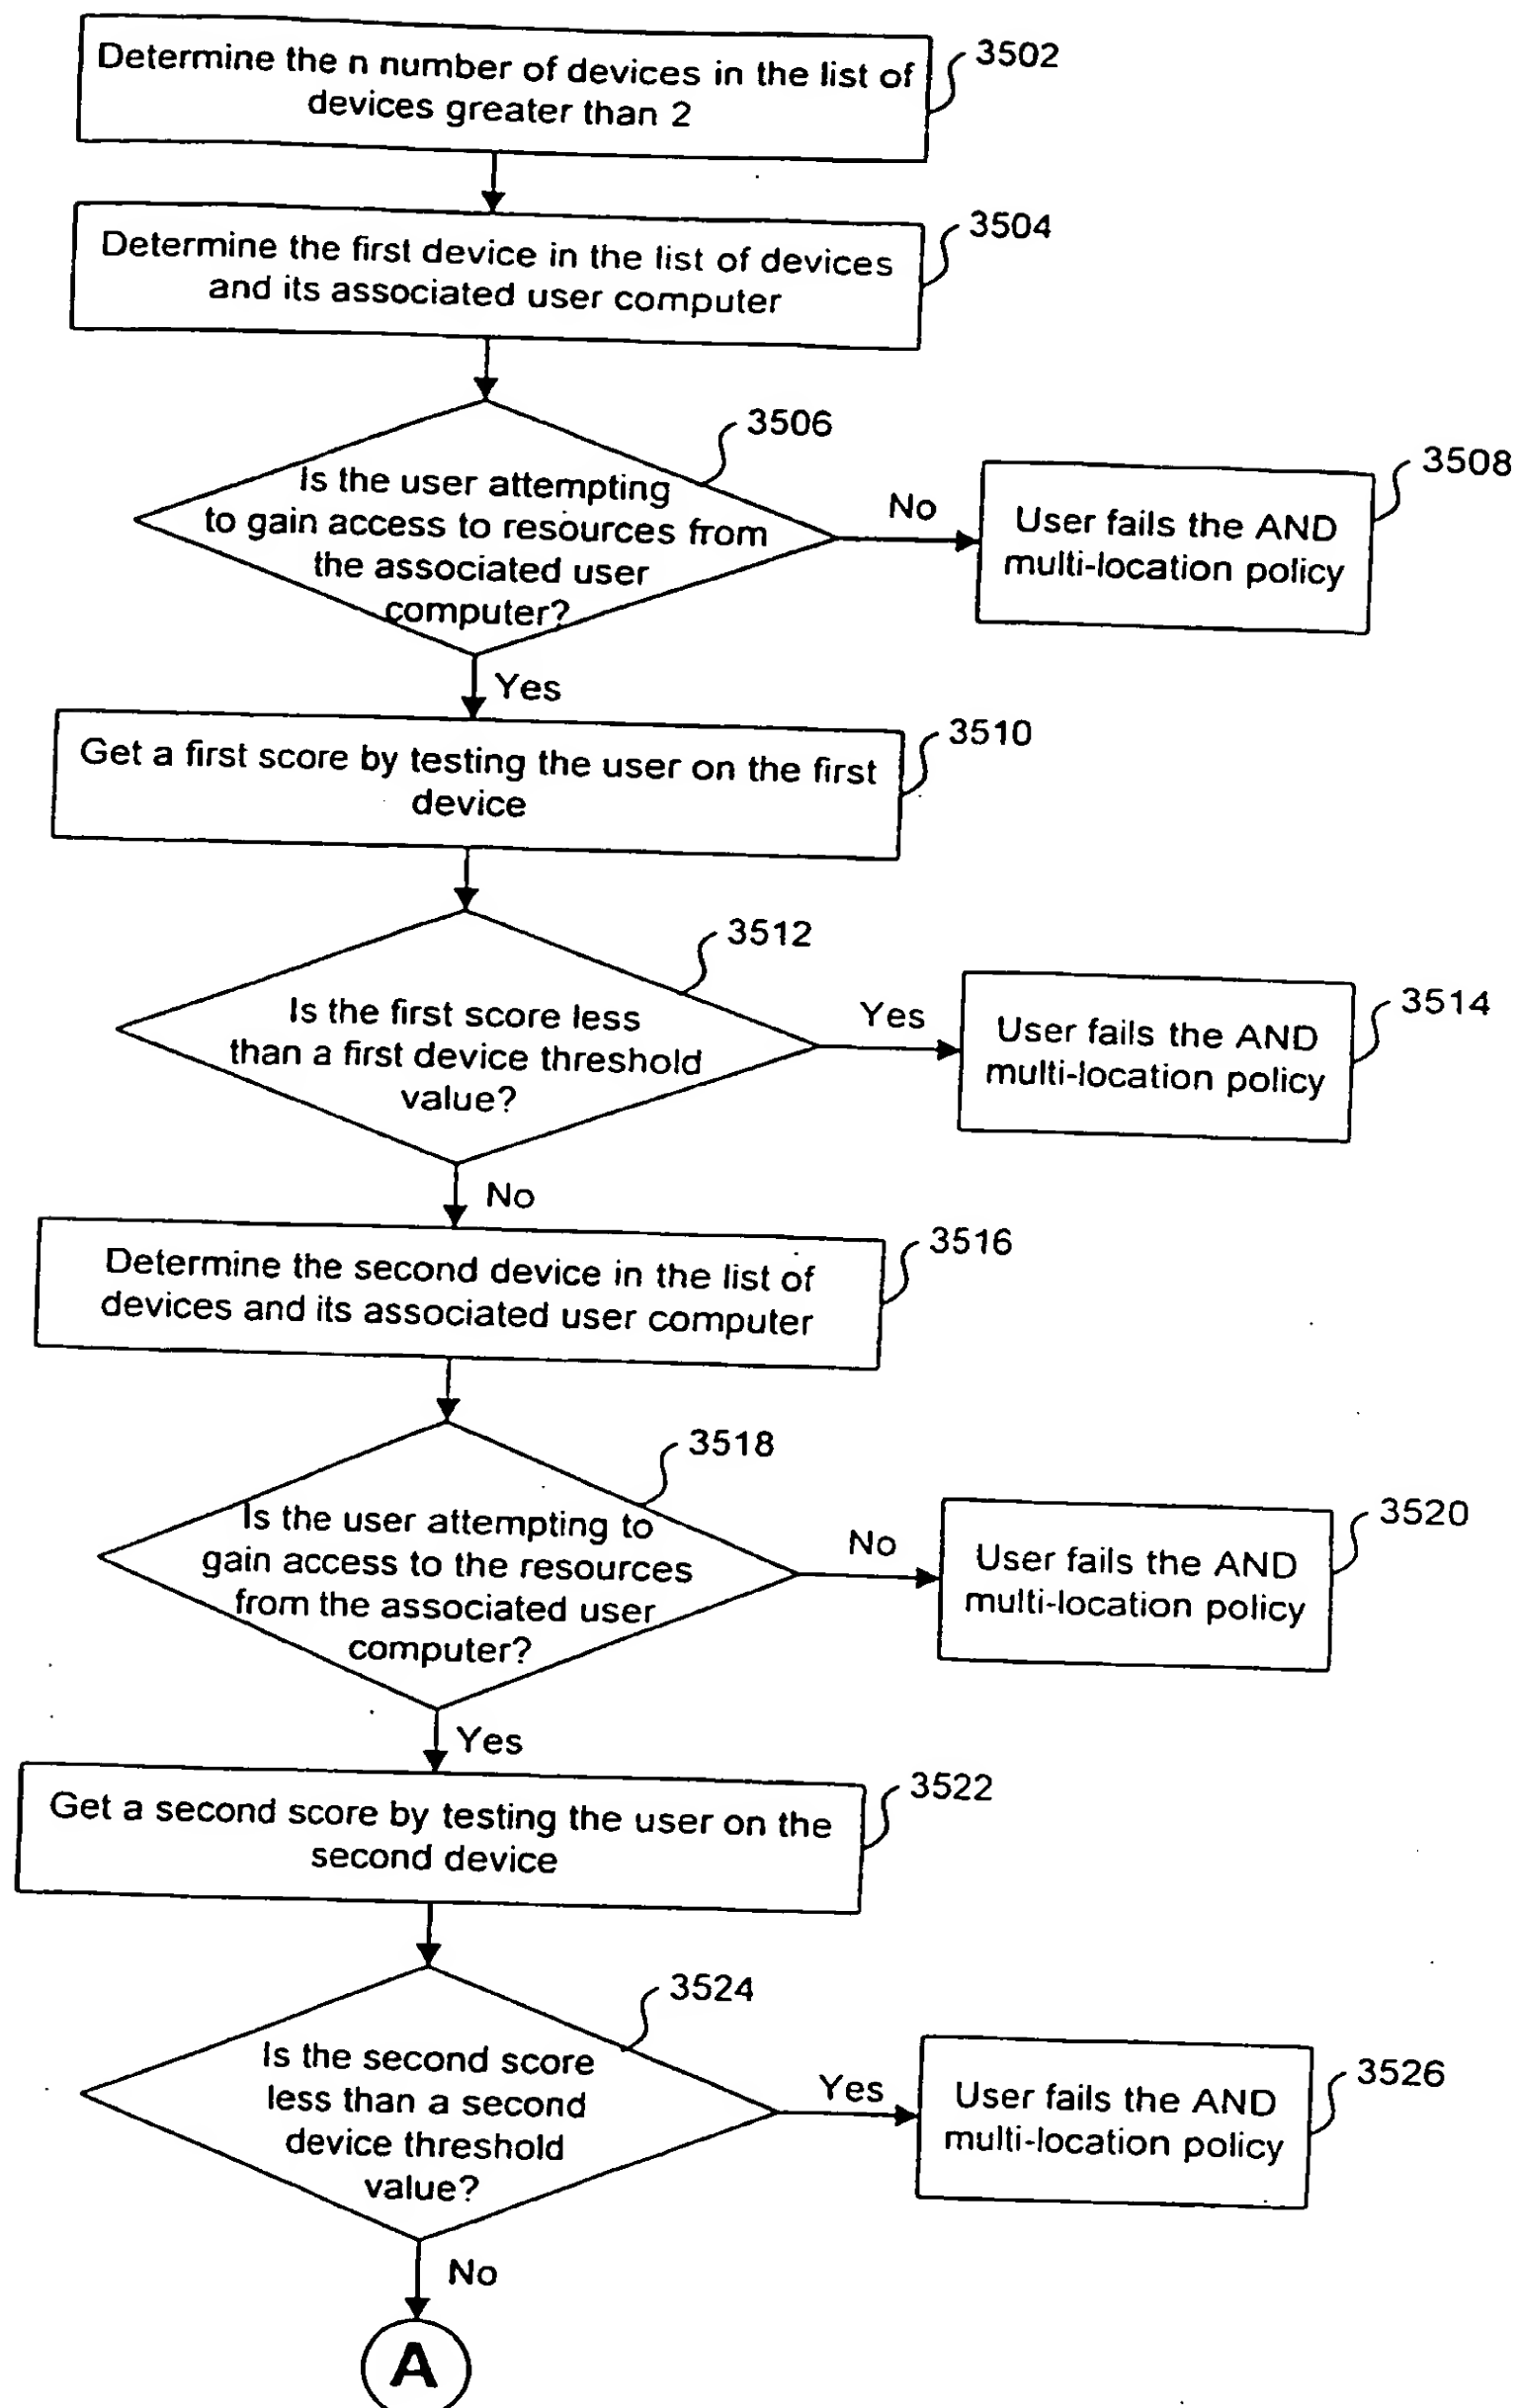 Determine the n number of devices in the list of
devices greater than 2
3502
Determine the first device in the list of devices
and its associated user computer
3504
Is the user attempting
to gain access to resources from
the associated user
computer?
3506
No
User fails the AND
multi-location policy
3508
Yes
Get a first score by testing the user on the first
device
3510
Is the first score less
than a first device threshold
value?
3512
Yes
User fails the AND
multi-location policy
3514
No
Determine the second device in the list of
devices and its associated user computer
3516
Is the user attempting to
gain access to the resources
from the associated user
computer?
3518
No
User fails the AND
multi-location policy
3520
Yes
Get a second score by testing the user on the
second device
3522
Is the second score
less than a second
device threshold
value?
3524
Yes
User fails the AND
multi-location policy
3526
No
A